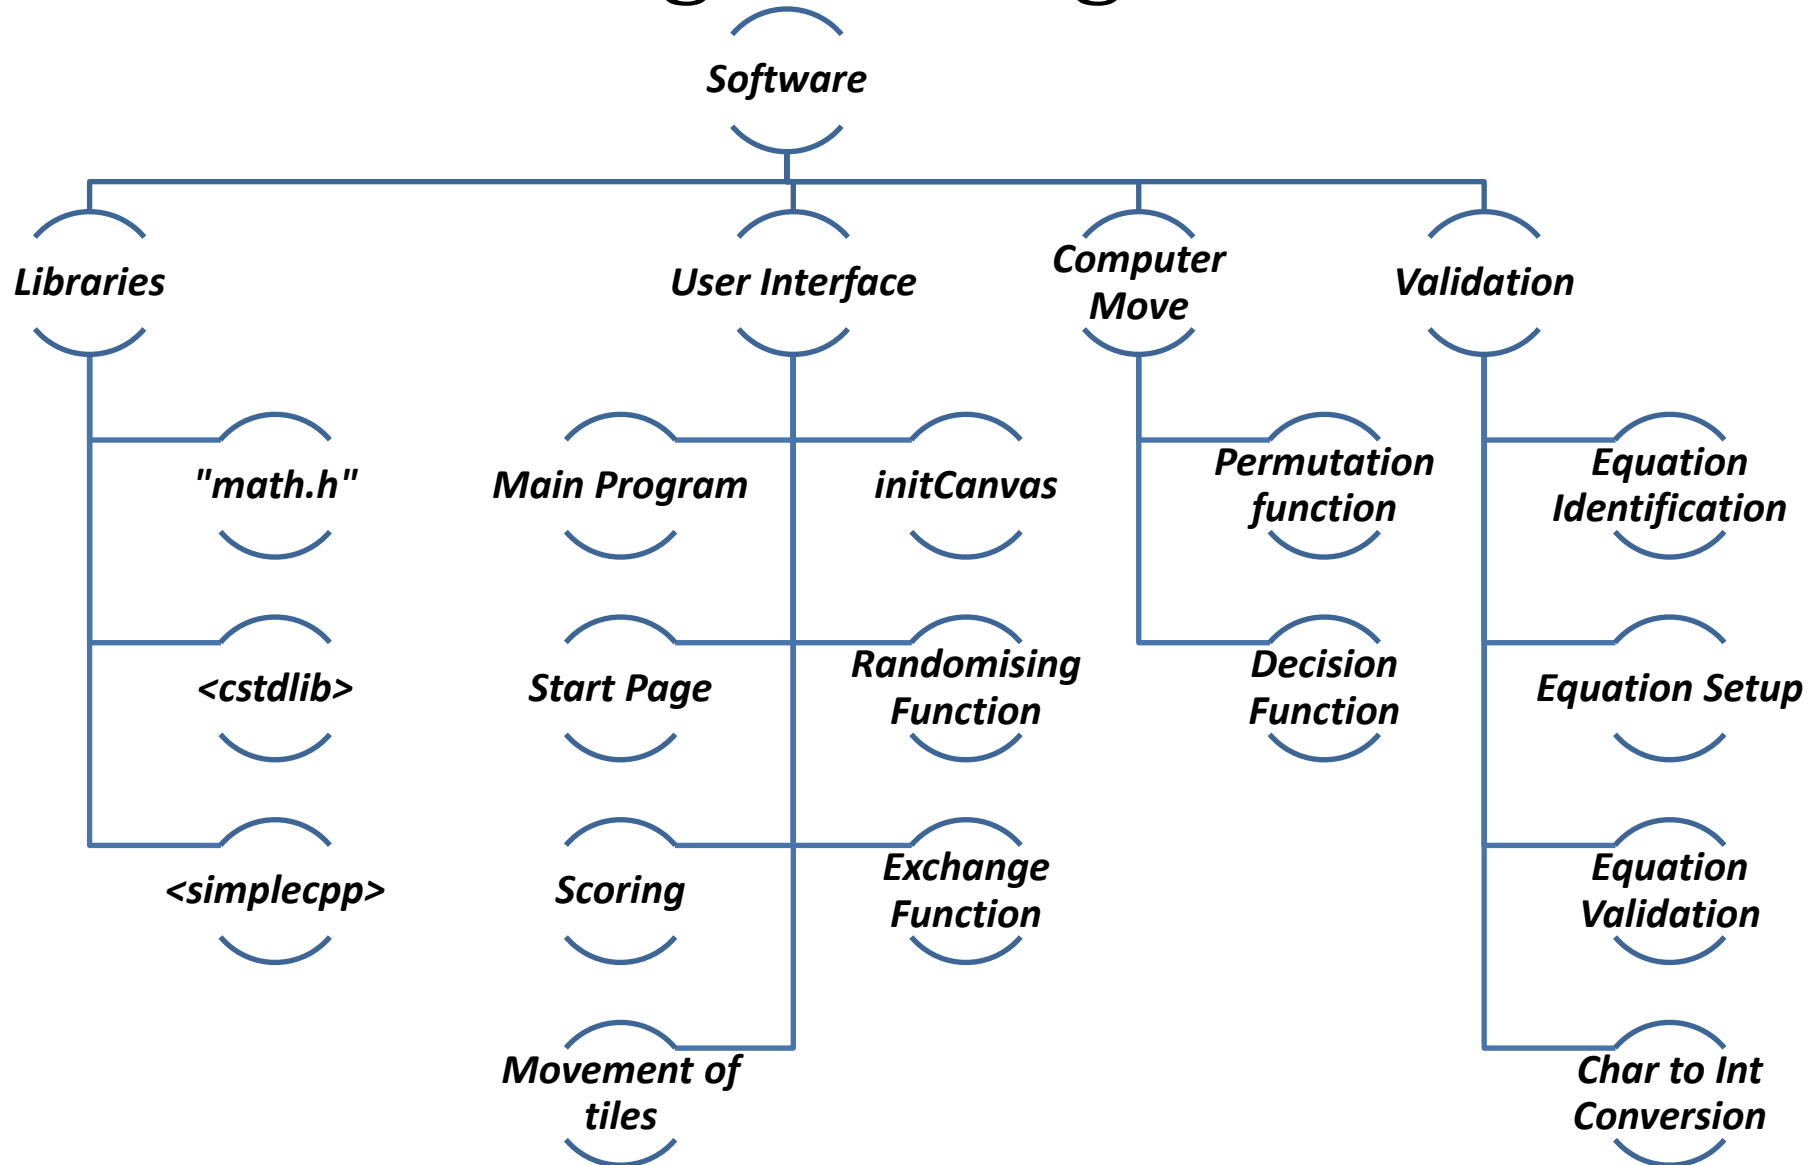 Software
Libraries
User Interface
Computer
Move
Validation
"math.h"
Main Program
initCanvas
Permutation
function
Equation
Identification
<cstdlib>
Start Page
Randomising
Function
Decision
Function
Equation Setup
<simplecpp>
Scoring
Exchange
Function
Equation
Validation
Movement of
tiles
Char to Int
Conversion